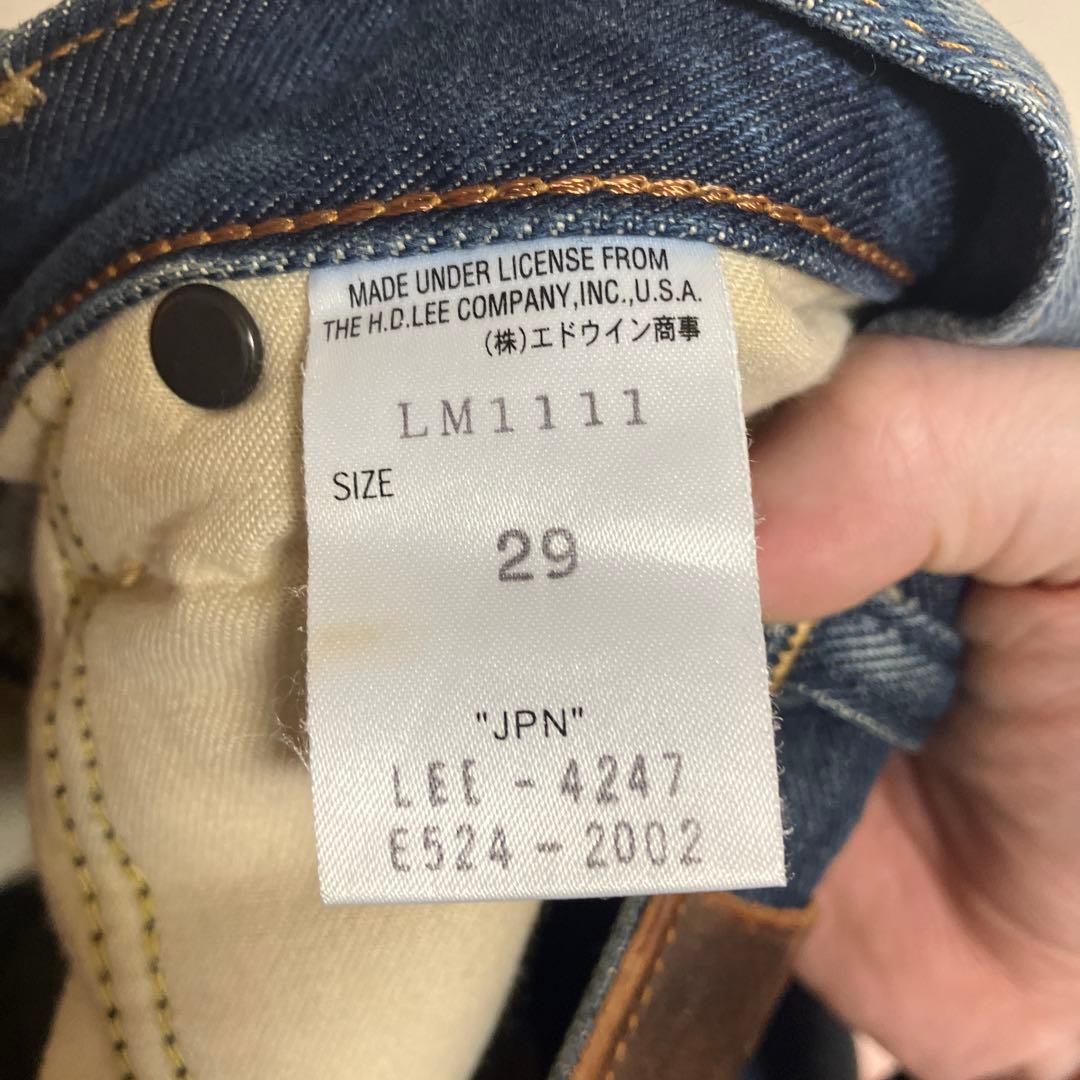 MADE UNDER LICENSE FROM
THE H.D.LEE COMPANY,INC.,U.S.A.
(株)エドウイン商事
LM1111
SIZE
29
"JPN"
LEE - 4247
E524 - 2002